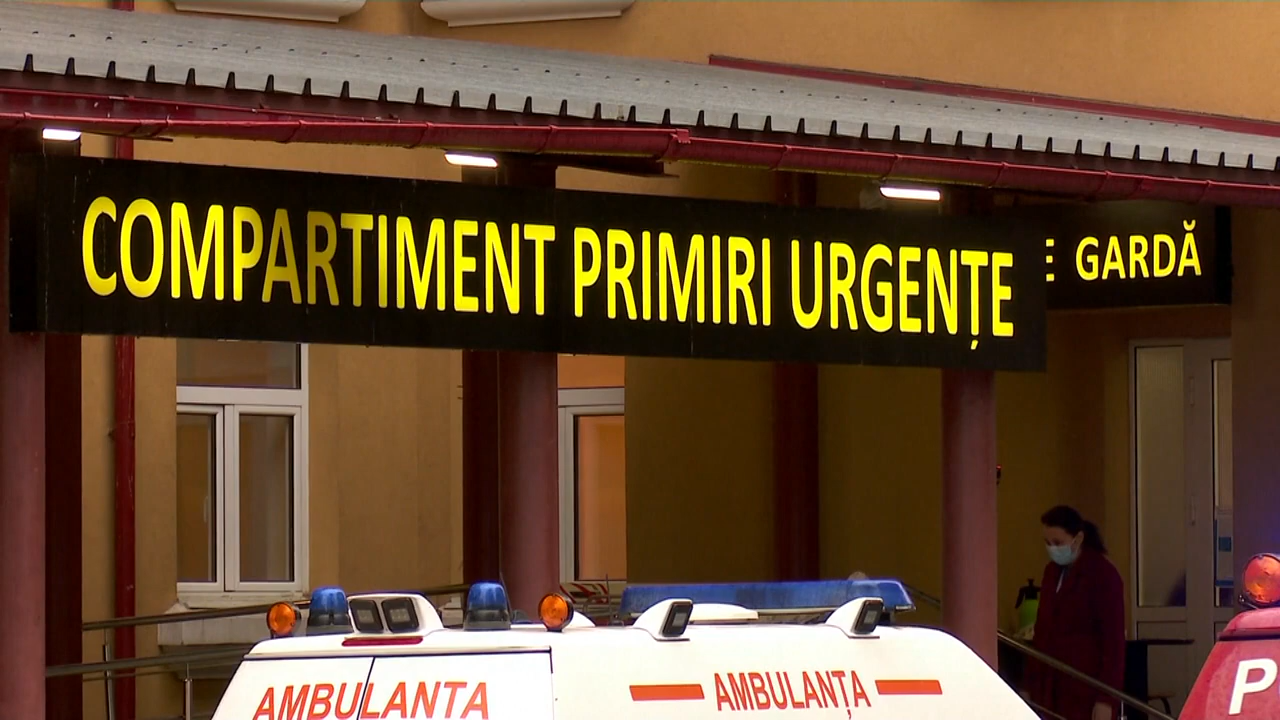 COMPARTIMENT PRIMIRI URGENȚE
E GARDĂ
AMBULANTA
AMBULANȚA
P